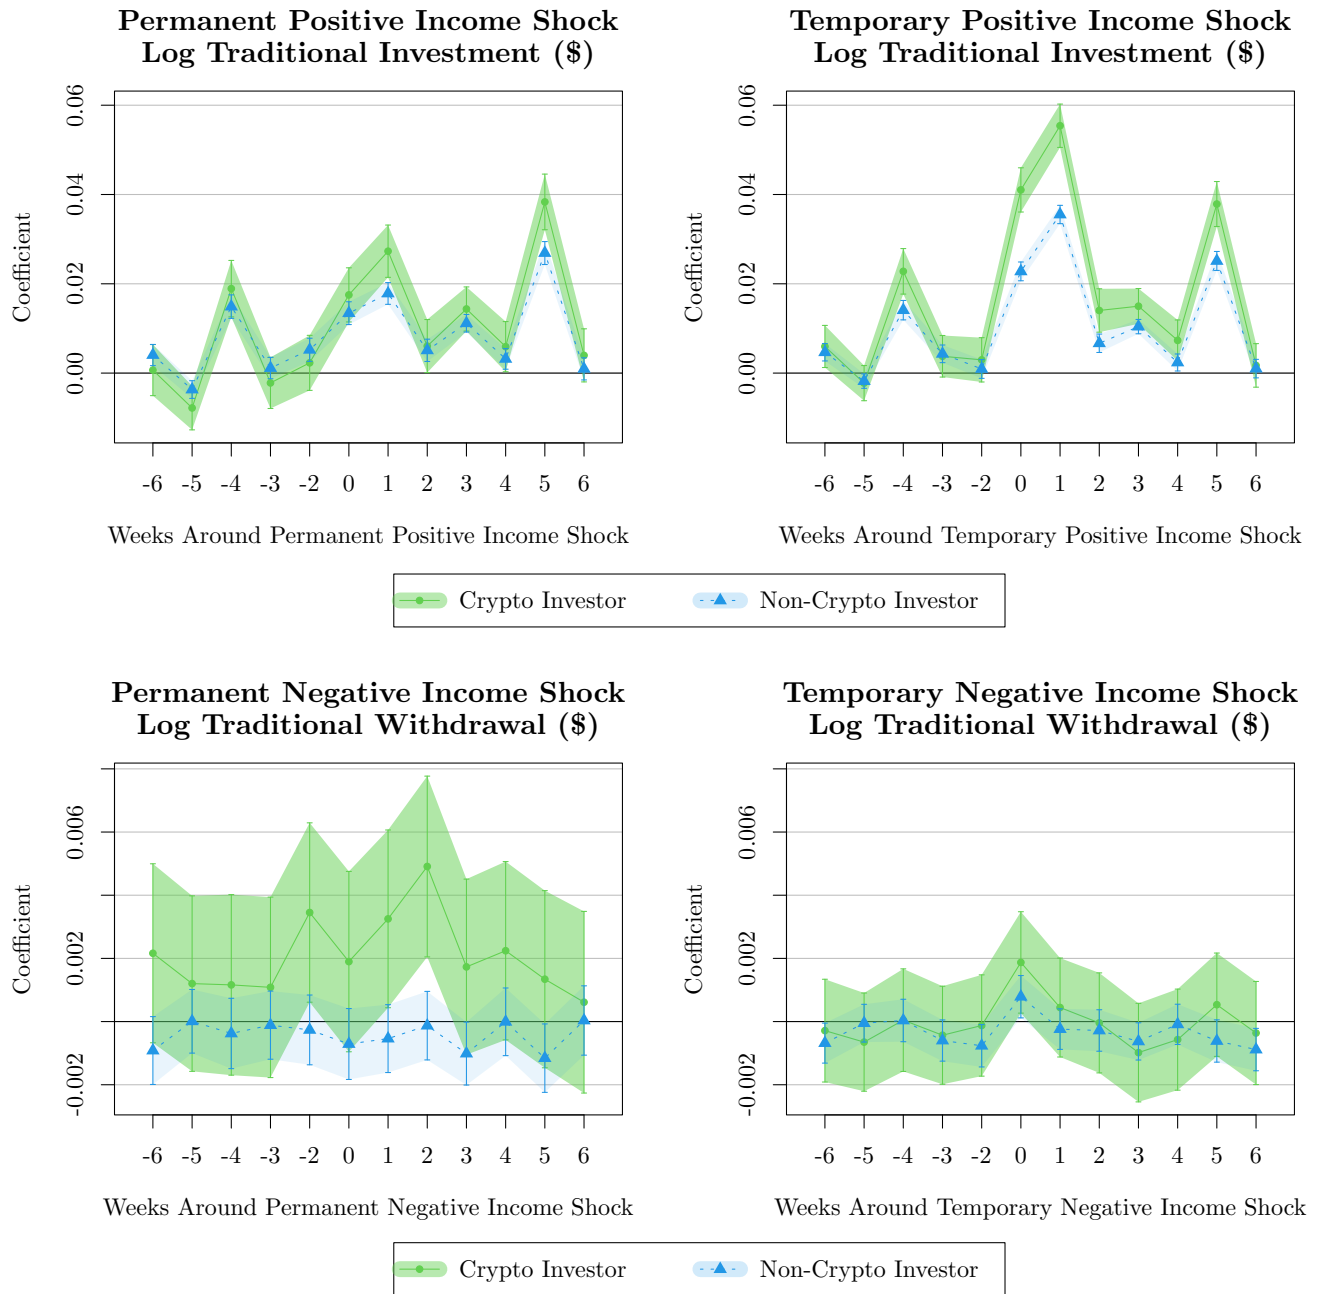 Permanent Positive Income Shock
Log Traditional Investment ($)
Coefficient
0.06
0.04
0.02
0.00
-6 -5 -4 -3 -2 0 1 2 3 4 5 6
Weeks Around Permanent Positive Income Shock
Temporary Positive Income Shock
Log Traditional Investment ($)
Coefficient
0.06
0.04
0.02
0.00
-6 -5 -4 -3 -2 0 1 2 3 4 5 6
Weeks Around Temporary Positive Income Shock
Crypto Investor Non-Crypto Investor
Permanent Negative Income Shock
Log Traditional Withdrawal ($)
Coefficient
0.006
0.002
-0.002
-6 -5 -4 -3 -2 0 1 2 3 4 5 6
Weeks Around Permanent Negative Income Shock
Temporary Negative Income Shock
Log Traditional Withdrawal ($)
Coefficient
0.006
0.002
-0.002
-6 -5 -4 -3 -2 0 1 2 3 4 5 6
Weeks Around Temporary Negative Income Shock
Crypto Investor Non-Crypto Investor